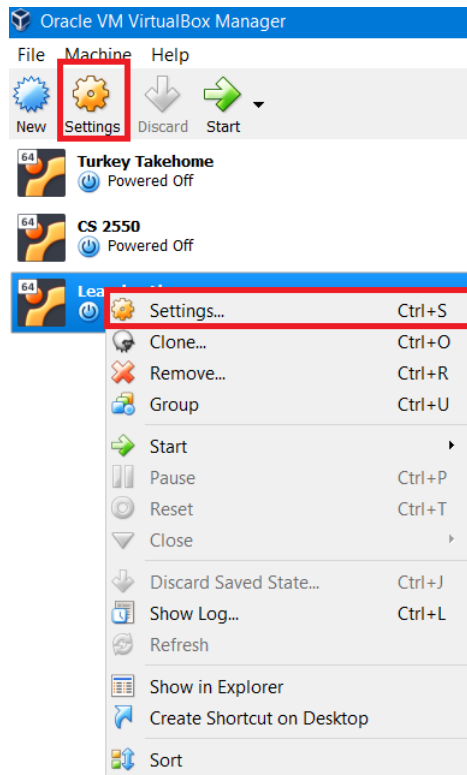 Oracle VM VirtualBox Manager
File Machine Help
New Settings Discard Start
64 Turkey Takehome
Powered Off
64 CS 2550
Powered Off
64
Settings... Ctrl+S
Clone... Ctrl+O
Remove... Ctrl+R
Group Ctrl+U
Start
Pause Ctrl+P
Reset Ctrl+T
Close
Discard Saved State... Ctrl+J
Show Log... Ctrl+L
Refresh
Show in Explorer
Create Shortcut on Desktop
Sort